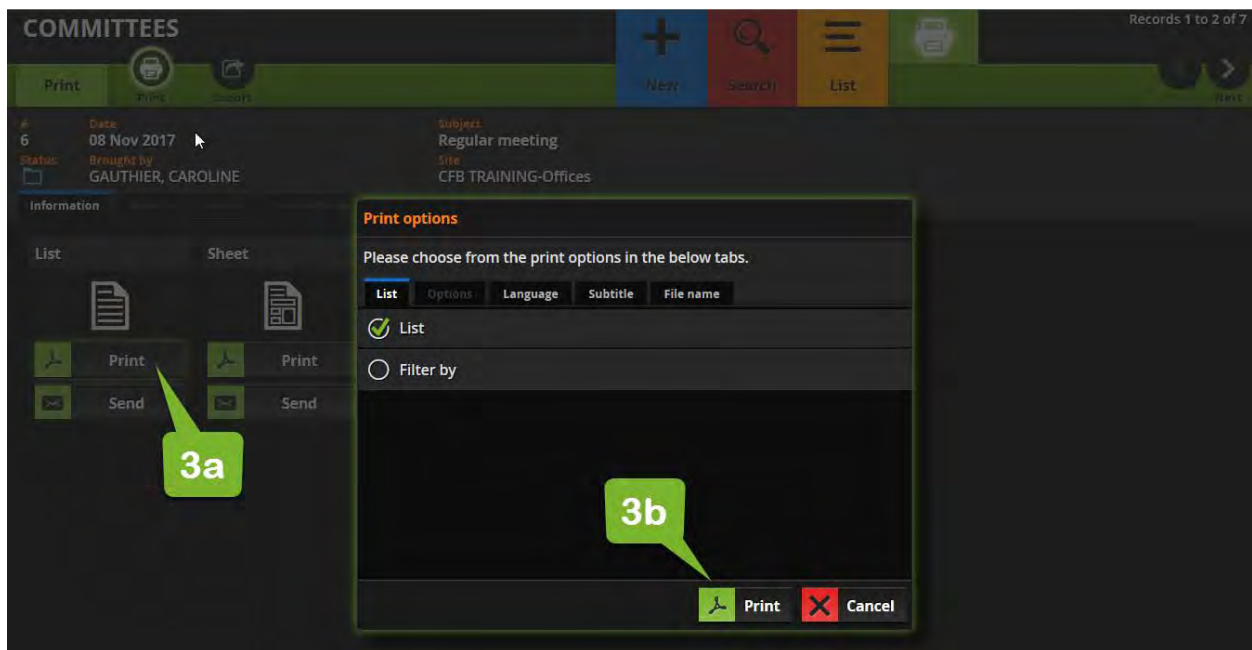 COMMITTEES
Records 1 to 2 of 7
Print
Print
Export
New
Search
List
Next
# Date Subject
6 08 Nov 2017 Regular meeting
Status Brought by Site
GAUTHIER, CAROLINE CFB TRAINING-Offices
Information
List Sheet
Print Print
Send Send
3a
Print options
Please choose from the print options in the below tabs.
List Options Language Subtitle File name
List
Filter by
3b
Print Cancel